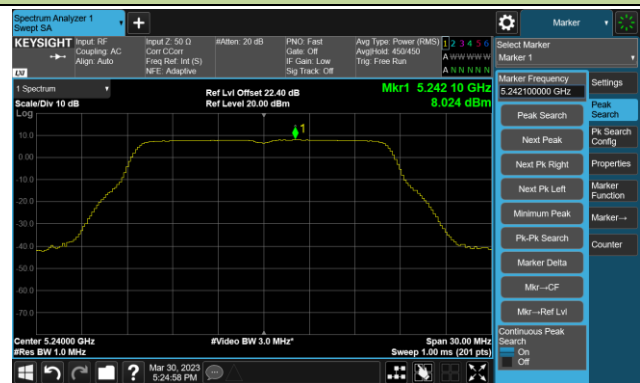 Spectrum Analyzer 1
Swept SA
Marker
KEYSIGHT
Input: RF
Coupling: AC
Align: Auto
Input Z: 50 Ω
Corr CCorr
Freq Ref: Int (S)
NFE: Adaptive
#Atten: 20 dB
PNO: Fast
Gate: Off
IF Gain: Low
Sig Track: Off
Avg Type: Power (RMS)
Avg|Hold: 450/450
Trig: Free Run
1 2 3 4 5 6
A W W W W W
A N N N N N
LXI
Select Marker
Marker 1
1 Spectrum
Scale/Div 10 dB
Ref Lvl Offset 22.40 dB
Ref Level 20.00 dBm
Mkr1 5.242 10 GHz
8.024 dBm
Log
10.0
0.00
-10.0
-20.0
-30.0
-40.0
-50.0
-60.0
-70.0
1
Center 5.24000 GHz
#Res BW 1.0 MHz
#Video BW 3.0 MHz*
Span 30.00 MHz
Sweep 1.00 ms (201 pts)
Marker Frequency
5.242100000 GHz
Peak Search
Next Peak
Next Pk Right
Next Pk Left
Minimum Peak
Pk-Pk Search
Marker Delta
Mkr→CF
Mkr→Ref Lvl
Continuous Peak
Search
On
Off
Settings
Peak
Search
Pk Search
Config
Properties
Marker
Function
Marker→
Counter
Mar 30, 2023
5:24:58 PM